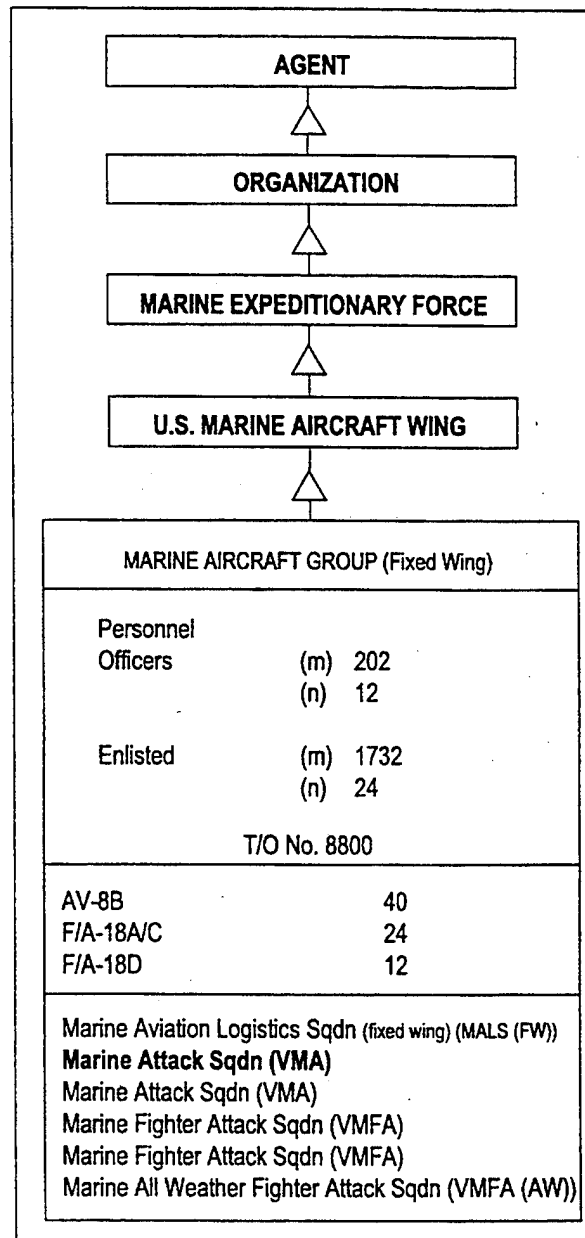 AGENT
ORGANIZATION
MARINE EXPEDITIONARY FORCE
U.S. MARINE AIRCRAFT WING
MARINE AIRCRAFT GROUP (Fixed Wing)
Personnel
Officers (m) 202
(n) 12
Enlisted (m) 1732
(n) 24
T/O No. 8800
AV-8B 40
F/A-18A/C 24
F/A-18D 12
Marine Aviation Logistics Sqdn (fixed wing) (MALS (FW))
Marine Attack Sqdn (VMA)
Marine Attack Sqdn (VMA)
Marine Fighter Attack Sqdn (VMFA)
Marine Fighter Attack Sqdn (VMFA)
Marine All Weather Fighter Attack Sqdn (VMFA (AW))